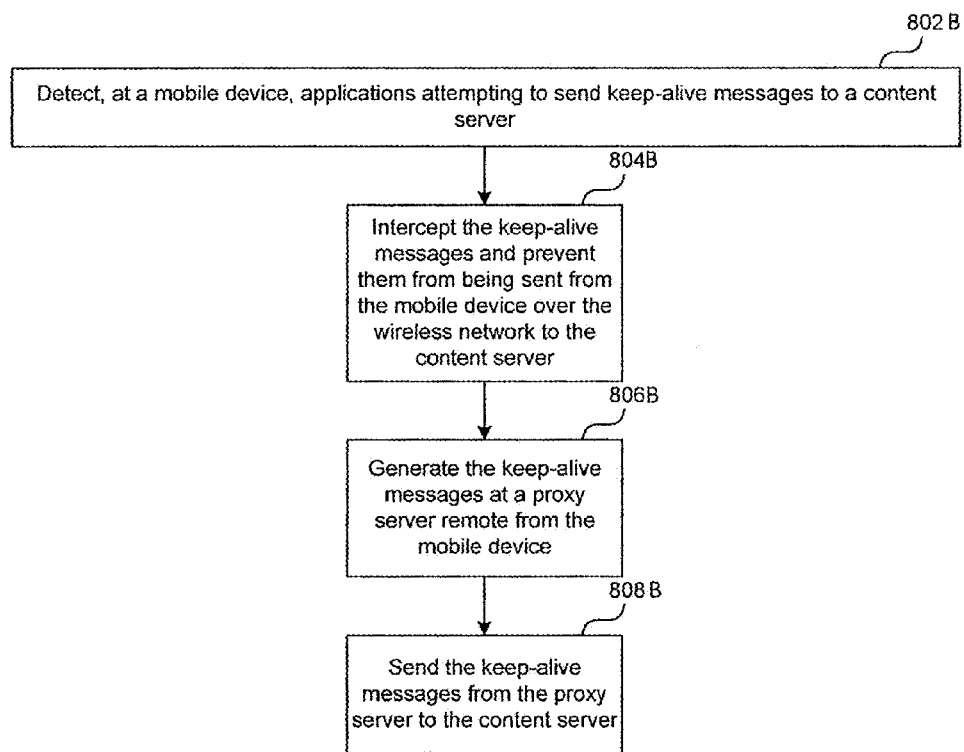 802B
Detect, at a mobile device, applications attempting to send keep-alive messages to a content
server
804B
Intercept the keep-alive
messages and prevent
them from being sent from
the mobile device over the
wireless network to the
content server
806B
Generate the keep-alive
messages at a proxy
server remote from the
mobile device
808B
Send the keep-alive
messages from the proxy
server to the content server